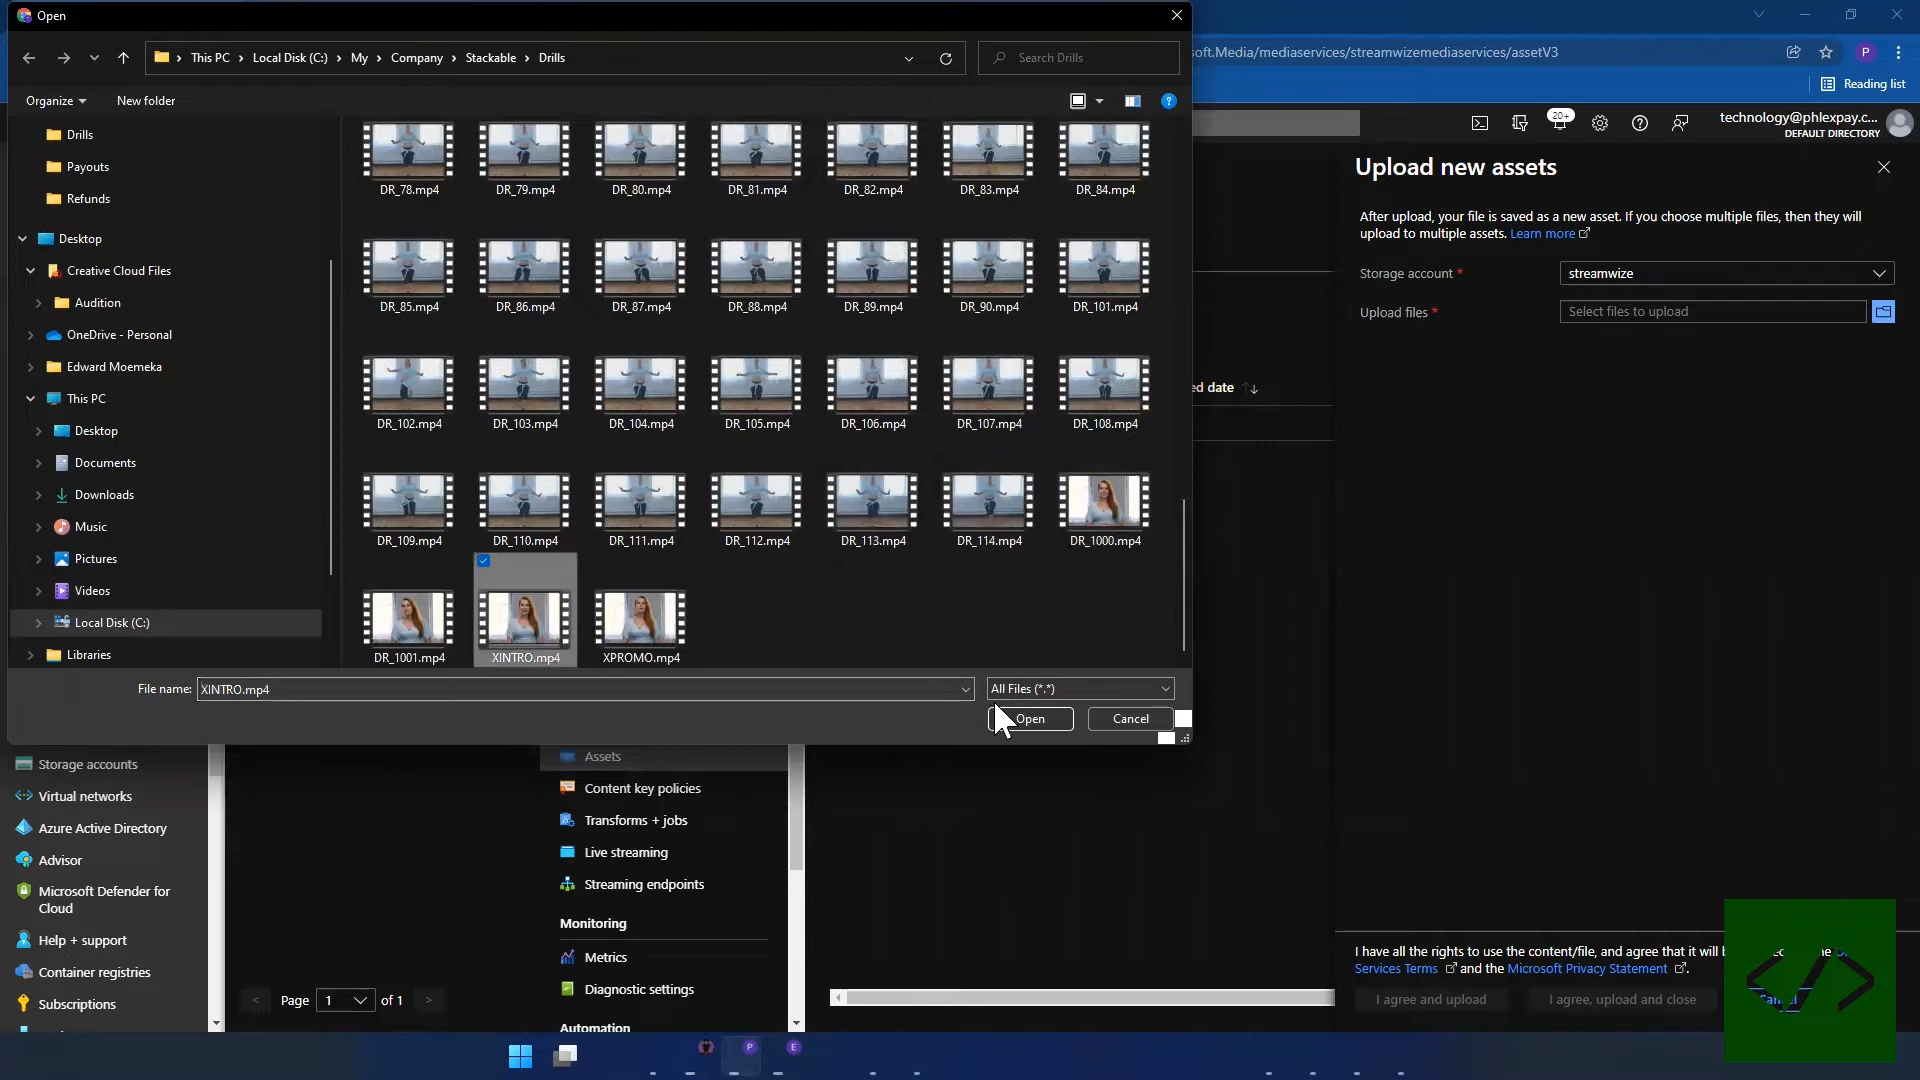 Open
This PC
Local Disk (C:)
My
Company
Stackable
Drills
Search Drills
Organize
New folder
Drills
Payouts
Refunds
Desktop
Creative Cloud Files
Audition
OneDrive - Personal
Edward Moemeka
This PC
Desktop
Documents
Downloads
Music
Pictures
Videos
Local Disk (C:)
Libraries
DR_78.mp4
DR_79.mp4
DR_80.mp4
DR_81.mp4
DR_82.mp4
DR_83.mp4
DR_84.mp4
DR_85.mp4
DR_86.mp4
DR_87.mp4
DR_88.mp4
DR_89.mp4
DR_90.mp4
DR_101.mp4
DR_102.mp4
DR_103.mp4
DR_104.mp4
DR_105.mp4
DR_106.mp4
DR_107.mp4
DR_108.mp4
DR_109.mp4
DR_110.mp4
DR_111.mp4
DR_112.mp4
DR_113.mp4
DR_114.mp4
DR_1000.mp4
DR_1001.mp4
XINTRO.mp4
XPROMO.mp4
File name:
XINTRO.mp4
All Files (*.*)
Open
Cancel
soft.Media/mediaservices/streamwizemediaservices/assetV3
P
Reading list
20+
technology@phlexpay.c...
DEFAULT DIRECTORY
Upload new assets
After upload, your file is saved as a new asset. If you choose multiple files, then they will
upload to multiple assets. Learn more
Storage account *
streamwize
Upload files *
Select files to upload
ed date
Storage accounts
Virtual networks
Azure Active Directory
Advisor
Microsoft Defender for
Cloud
Help + support
Container registries
Subscriptions
< Page 1 of 1 >
Assets
Content key policies
Transforms + jobs
Live streaming
Streaming endpoints
Monitoring
Metrics
Diagnostic settings
Automation
I have all the rights to use the content/file, and agree that it will
Services Terms and the Microsoft Privacy Statement .
I agree and upload
I agree, upload and close
Cancel
</>
P
E